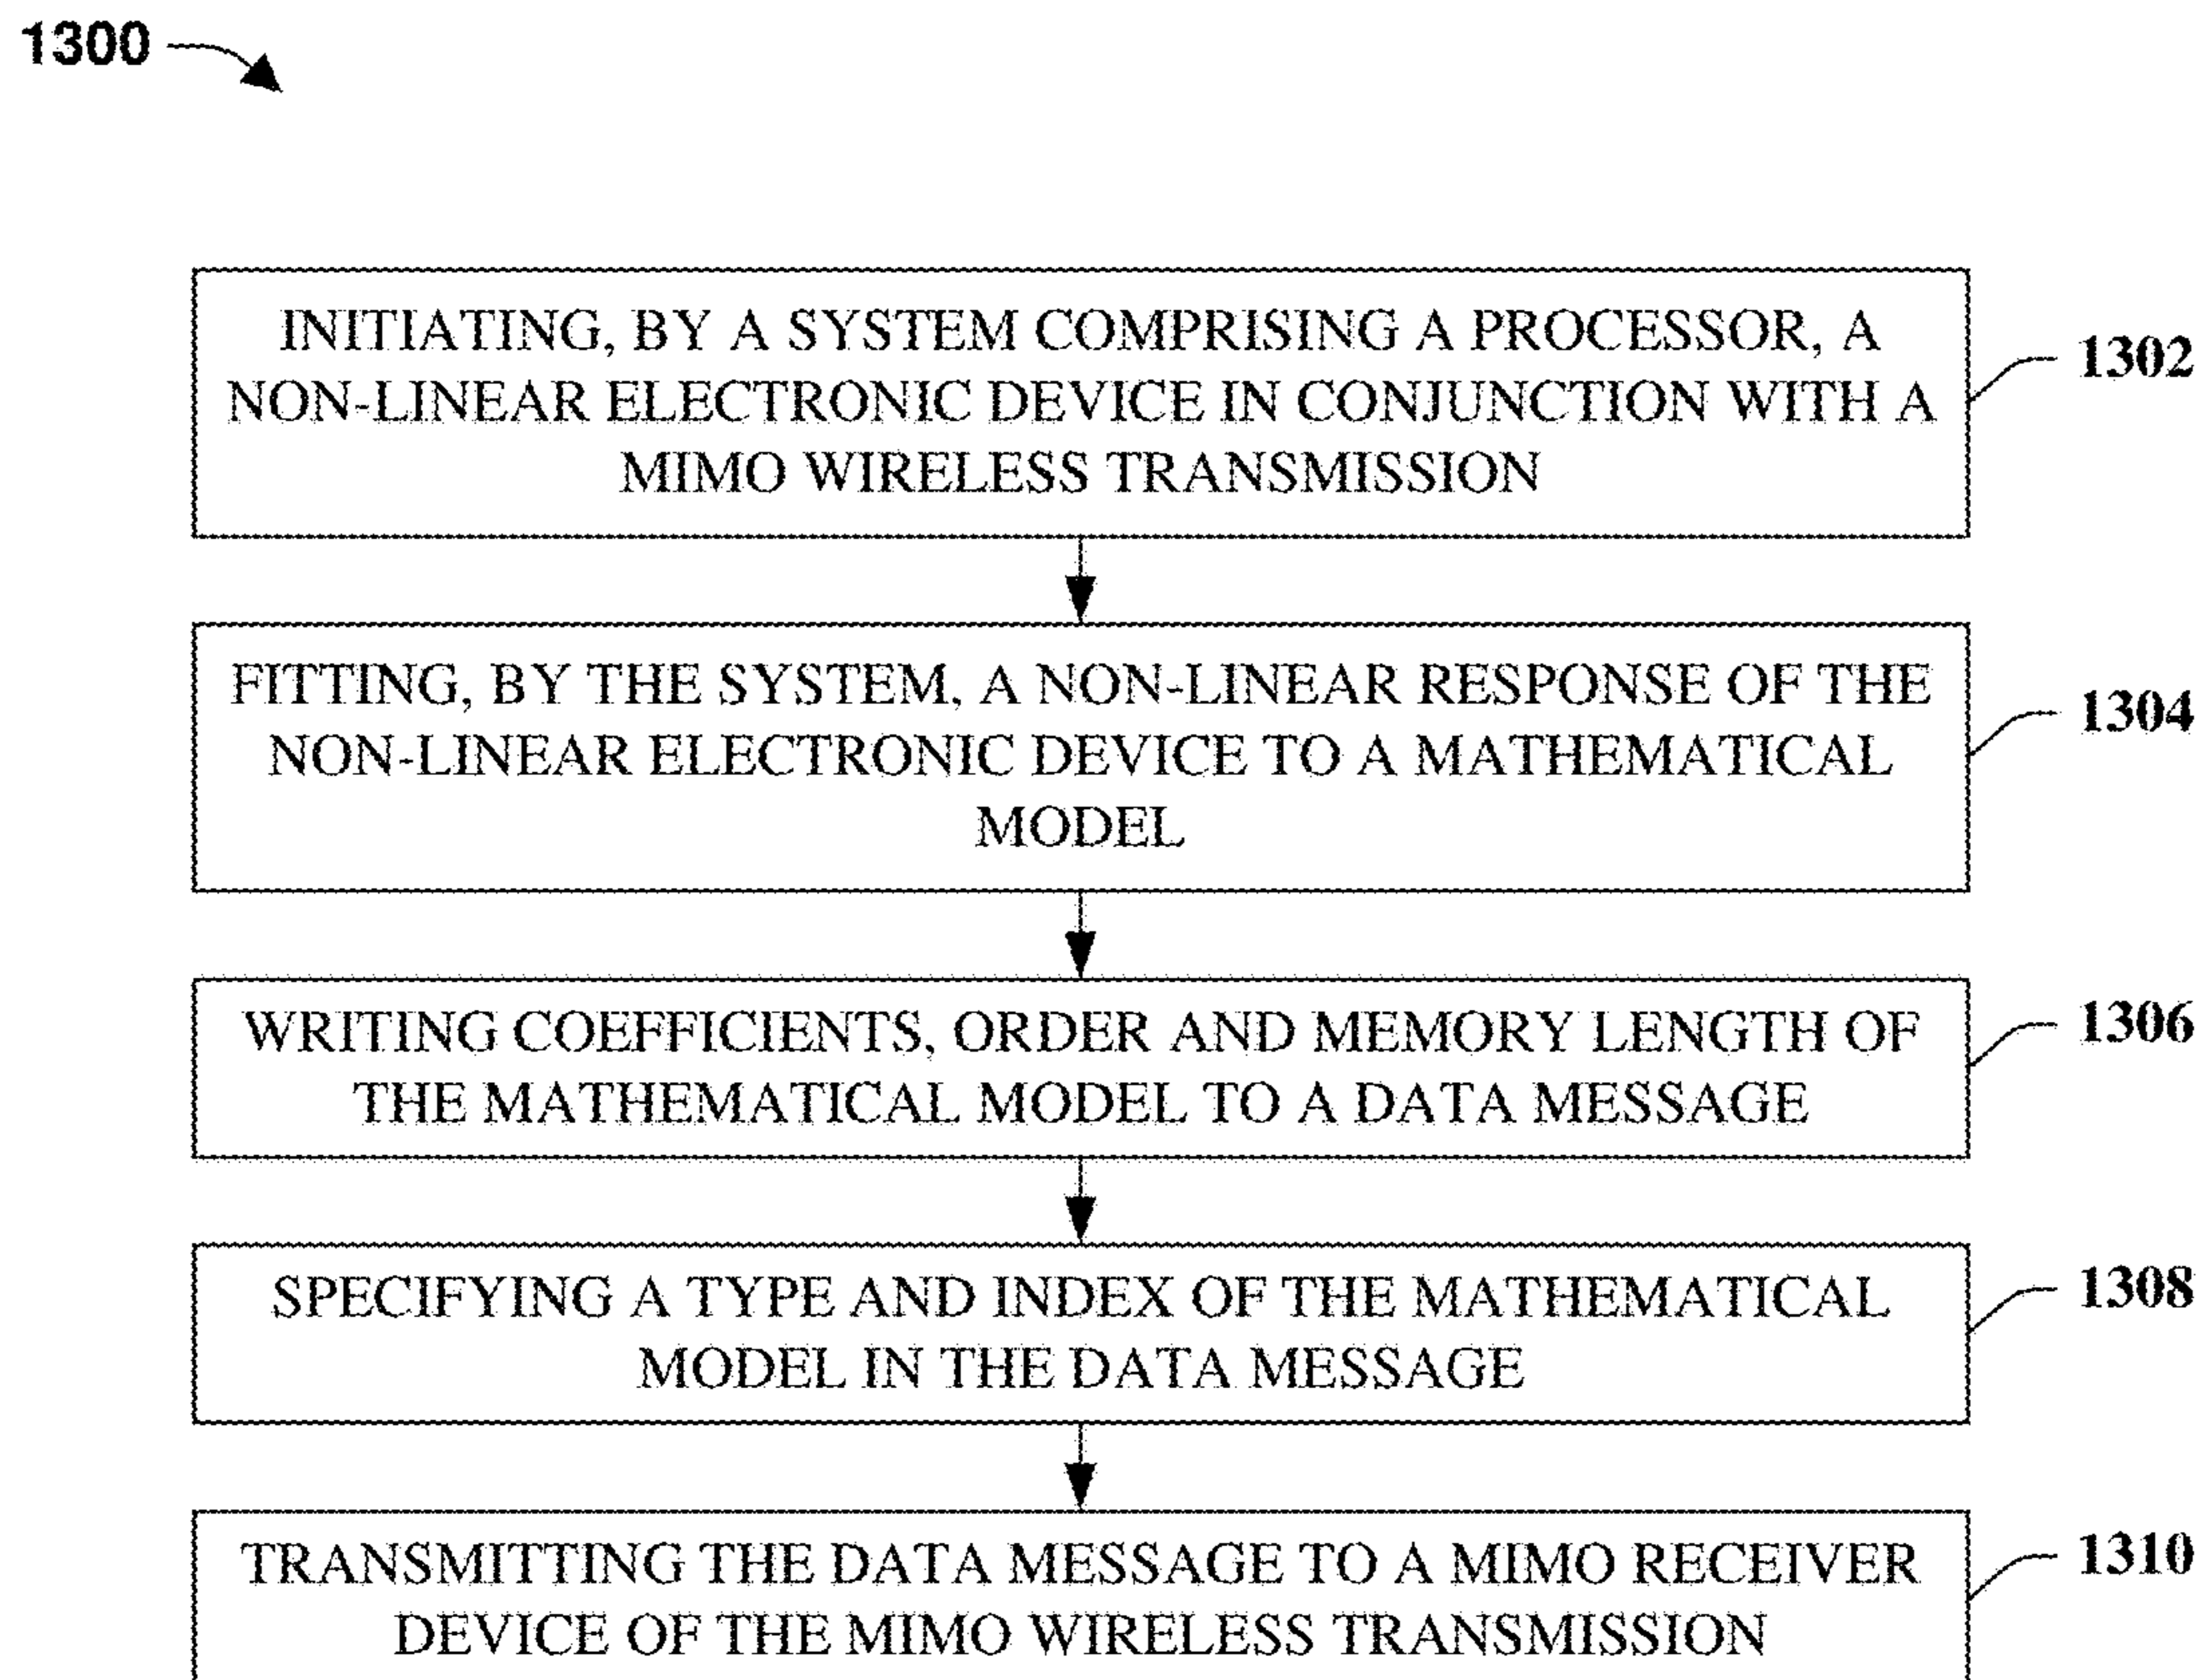 1300
INITIATING, BY A SYSTEM COMPRISING A PROCESSOR, A
NON-LINEAR ELECTRONIC DEVICE IN CONJUNCTION WITH A
MIMO WIRELESS TRANSMISSION
1302
FITTING, BY THE SYSTEM, A NON-LINEAR RESPONSE OF THE
NON-LINEAR ELECTRONIC DEVICE TO A MATHEMATICAL
MODEL
1304
WRITING COEFFICIENTS, ORDER AND MEMORY LENGTH OF
THE MATHEMATICAL MODEL TO A DATA MESSAGE
1306
SPECIFYING A TYPE AND INDEX OF THE MATHEMATICAL
MODEL IN THE DATA MESSAGE
1308
TRANSMITTING THE DATA MESSAGE TO A MIMO RECEIVER
DEVICE OF THE MIMO WIRELESS TRANSMISSION
1310